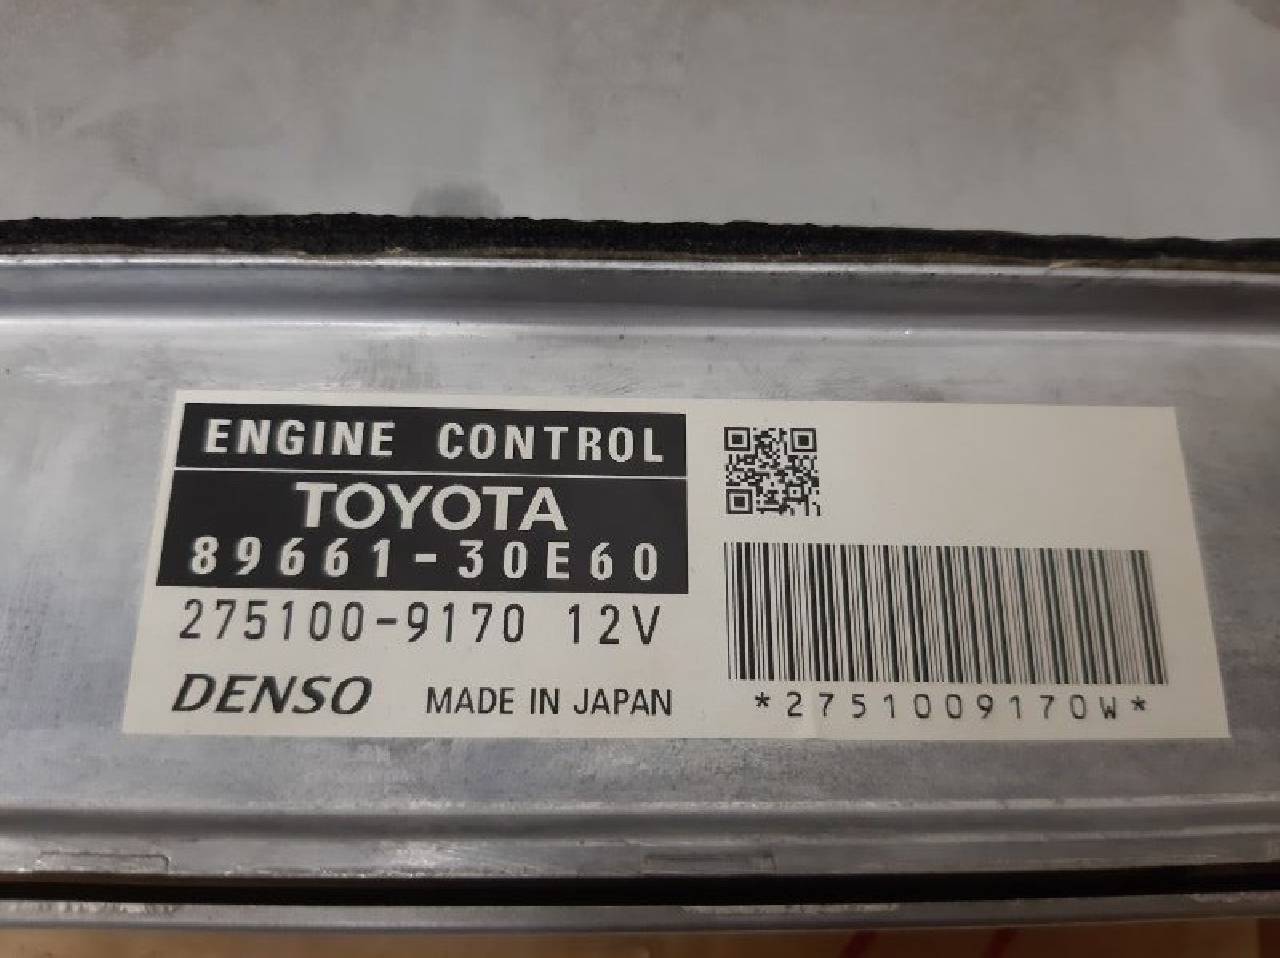 ENGINE CONTROL
TOYOTA
89661-30E60
275100-9170 12V
DENSO MADE IN JAPAN
*2751009170W*